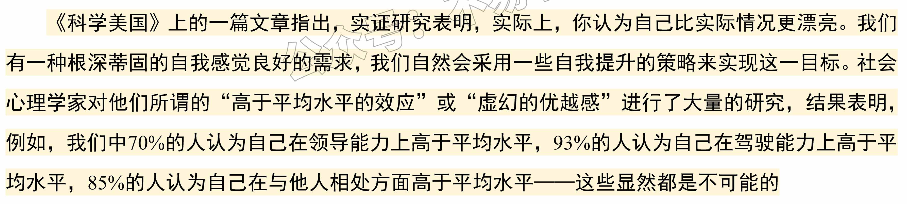 《科学美国》上的一篇文章指出，实证研究表明，实际上，你认为自己比实际情况更漂亮。我们
有一种根深蒂固的自我感觉良好的需求，我们自然会采用一些自我提升的策略来实现这一目标。社会
心理学家对他们所谓的“高于平均水平的效应”或“虚幻的优越感”进行了大量的研究，结果表明，
例如，我们中70%的人认为自己在领导能力上高于平均水平，93%的人认为自己在驾驶能力上高于平
均水平，85%的人认为自己在与他人相处方面高于平均水平——这些显然都是不可能的
公众号：